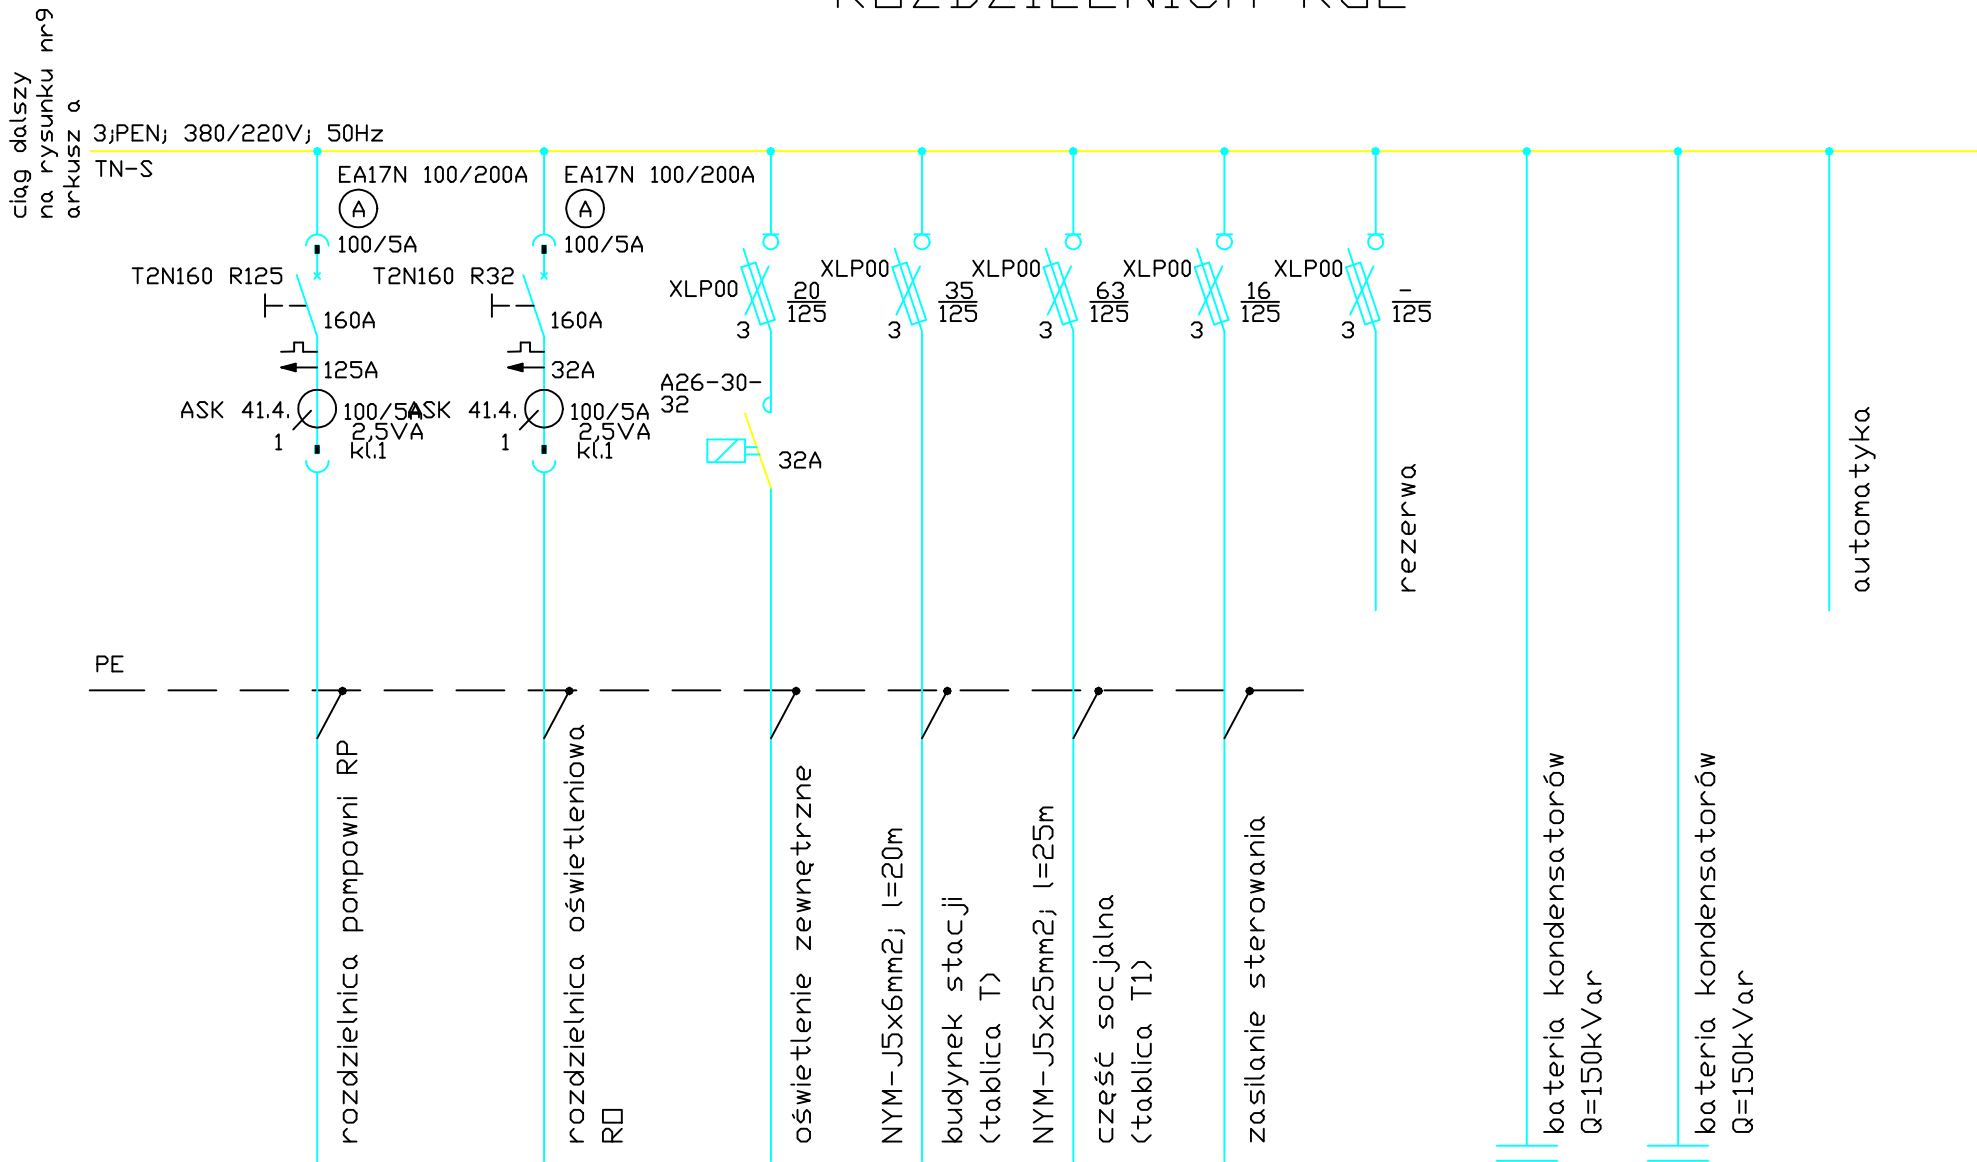 ciąg dalszy
na rysunku nr9
arkusz a
3;PEN; 380/220V; 50Hz
TN-S
EA17N 100/200A
A
100/5A
T2N160 R125
160A
125A
ASK 41.4.
1
100/5A
2,5VA
kl.1
EA17N 100/200A
A
100/5A
T2N160 R32
160A
32A
ASK 41.4.
1
100/5A
2,5VA
kl.1
XLP00
20
125
3
A26-30-
32
32A
XLP00
35
125
3
XLP00
63
125
3
XLP00
16
125
3
XLP00
-
125
3
rezerwa
automatyka
PE
rozdzielnica pompowni RP
rozdzielnica oświetleniowa
RO
oświetlenie zewnętrzne
NYM-J5x6mm2; l=20m
budynek stacji
(tablica T)
NYM-J5x25mm2; l=25m
część socjalna
(tablica T1)
zasilanie sterowania
bateria kondensatorów
Q=150kVar
bateria kondensatorów
Q=150kVar